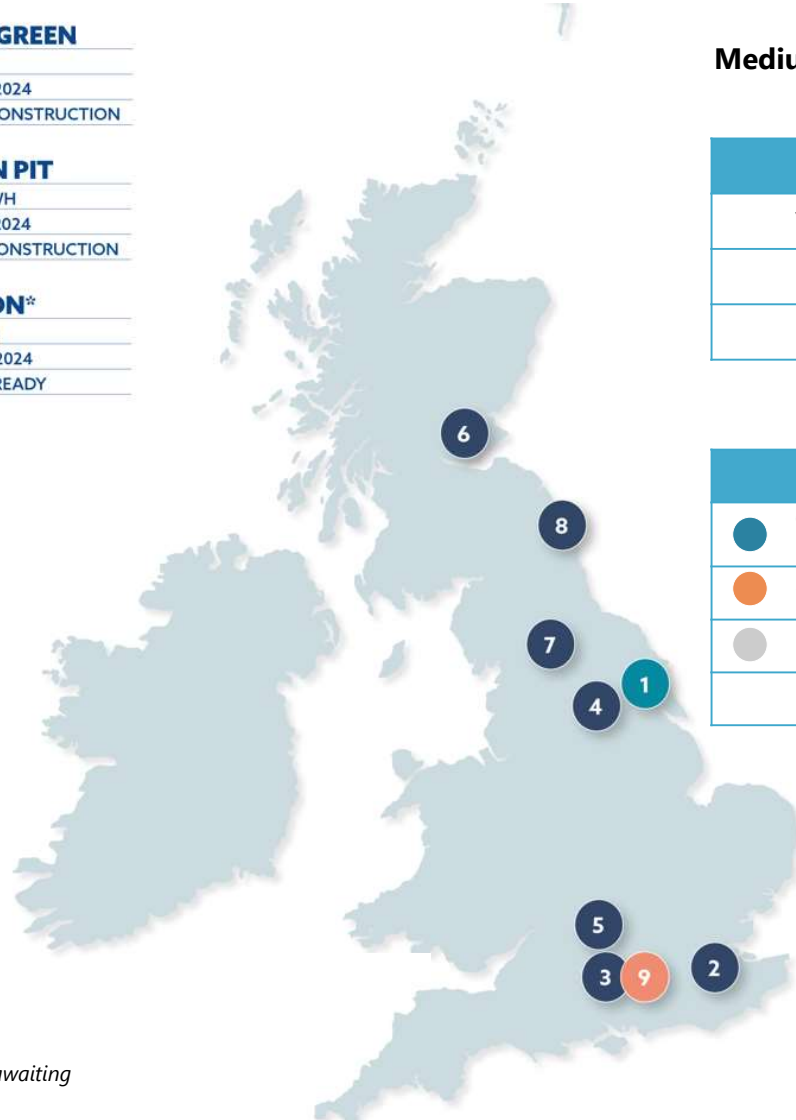 GREEN
2024
ONSTRUCTION
N PIT
VH
2024
ONSTRUCTION
ON*
2024
READY
Mediu
6
8
7
1
4
5
3
9
2
waiting